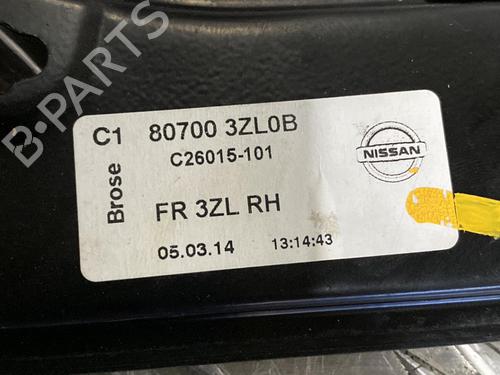 C1 80700 3ZL0B
Brose
C26015-101
NISSAN
FR 3ZL RH
05.03.14 13:14:43
B-PARTS